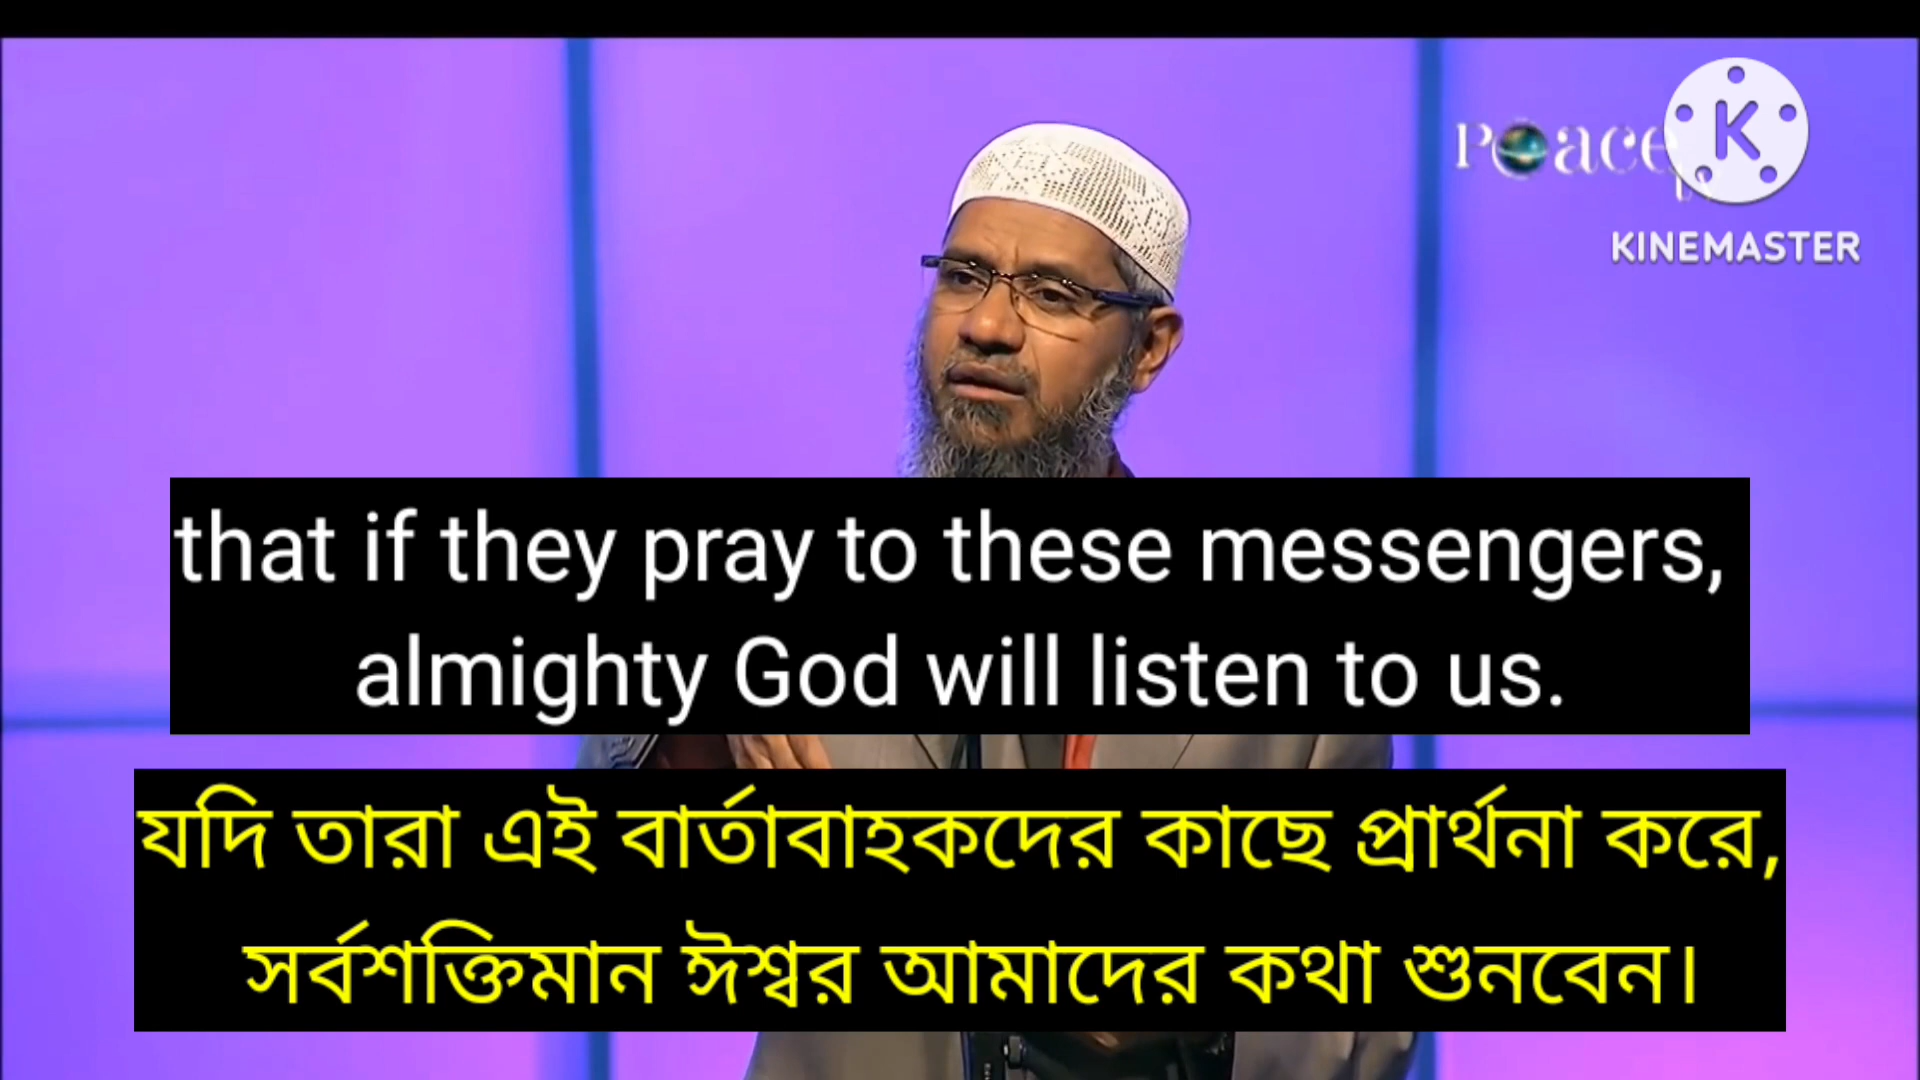 Peace
K
KINEMASTER
that if they pray to these messengers,
almighty God will listen to us.
যদি তারা এই বার্তাবাহকদের কাছে প্রার্থনা করে,
সর্বশক্তিমান ঈশ্বর আমাদের কথা শুনবেন।